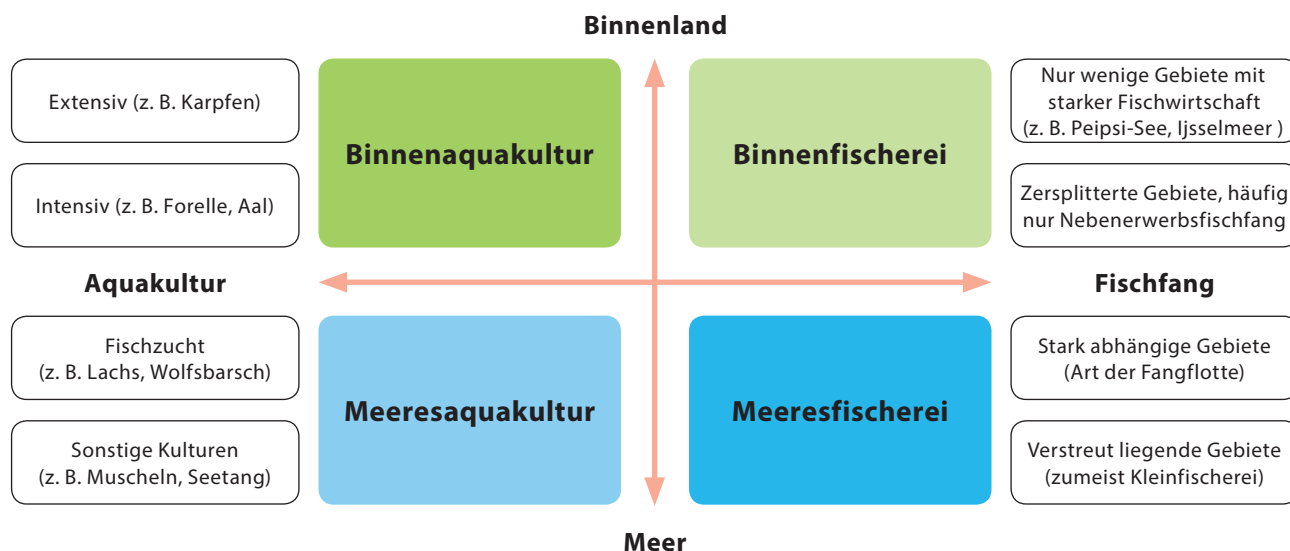 Binnenland
Extensiv (z. B. Karpfen)
Intensiv (z. B. Forelle, Aal)
Binnenaquakultur
Binnenfischerei
Nur wenige Gebiete mit
starker Fischwirtschaft
(z. B. Peipsi-See, Ijsselmeer )
Zersplitterte Gebiete, häufig
nur Nebenerwerbsfischfang
Aquakultur
Fischfang
Fischzucht
(z. B. Lachs, Wolfsbarsch)
Sonstige Kulturen
(z. B. Muscheln, Seetang)
Meeresaquakultur
Meeresfischerei
Stark abhängige Gebiete
(Art der Fangflotte)
Verstreut liegende Gebiete
(zumeist Kleinfischerei)
Meer